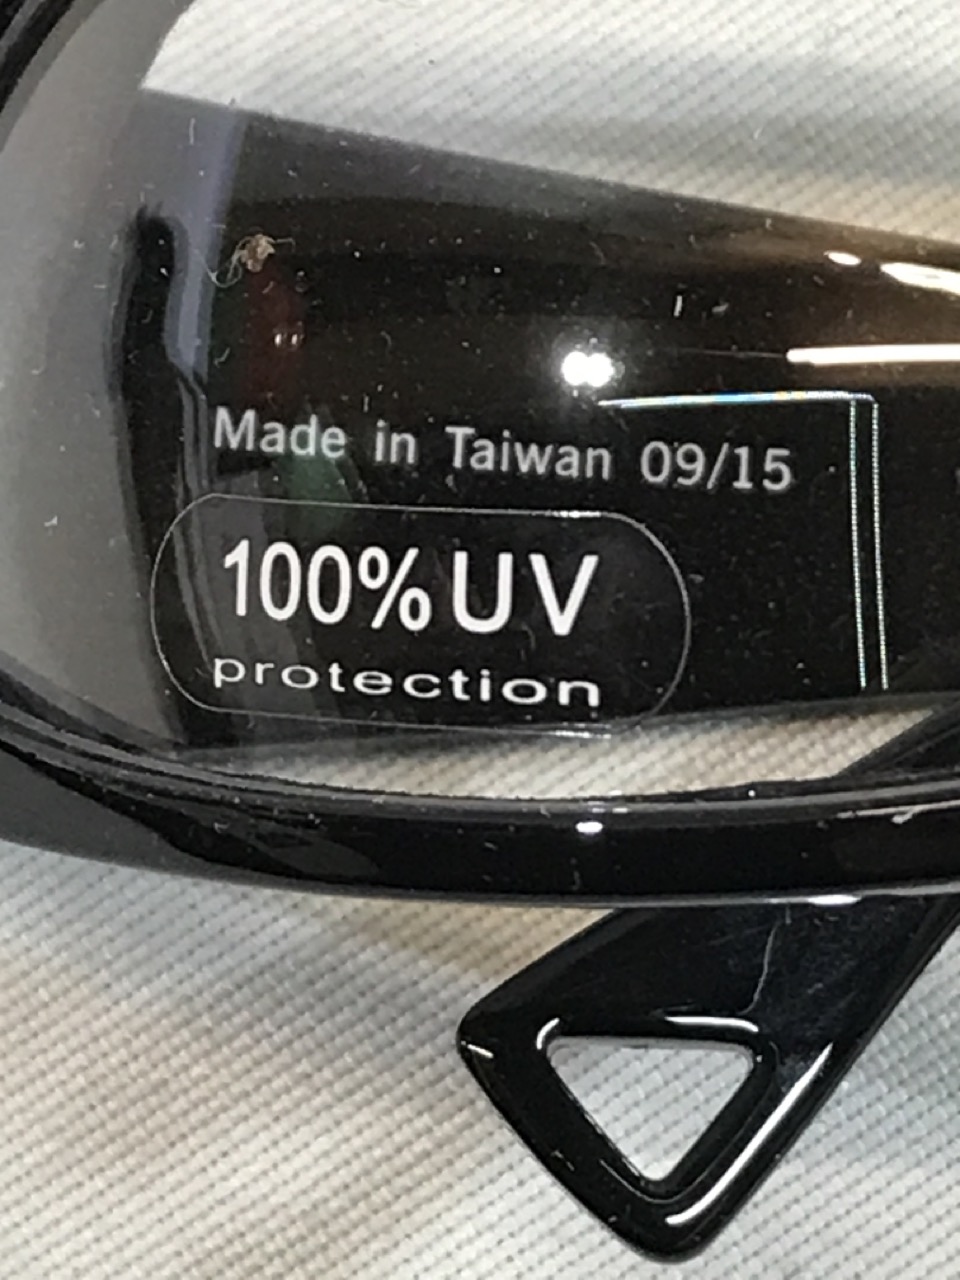 Made in Taiwan 09/15
100% UV
protection